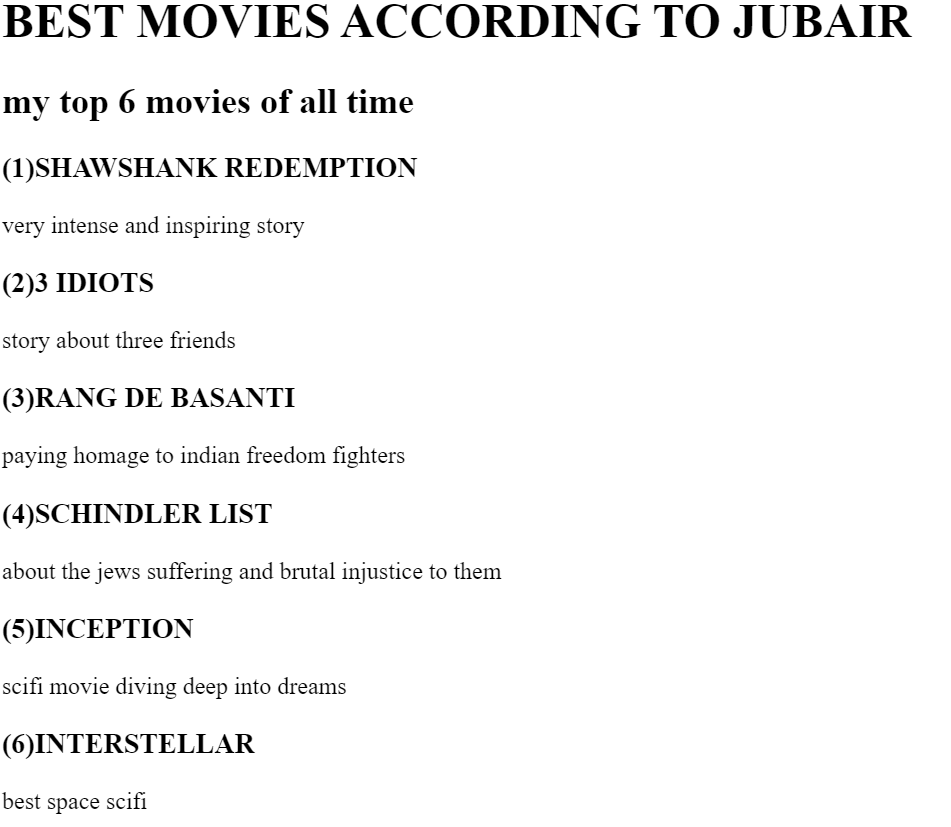 BEST MOVIES ACCORDING TO JUBAIR
my top 6 movies of all time
(1)SHAWSHANK REDEMPTION
very intense and inspiring story
(2)3 IDIOTS
story about three friends
(3)RANG DE BASANTI
paying homage to indian freedom fighters
(4)SCHINDLER LIST
about the jews suffering and brutal injustice to them
(5)INCEPTION
scifi movie diving deep into dreams
(6)INTERSTELLAR
best space scifi